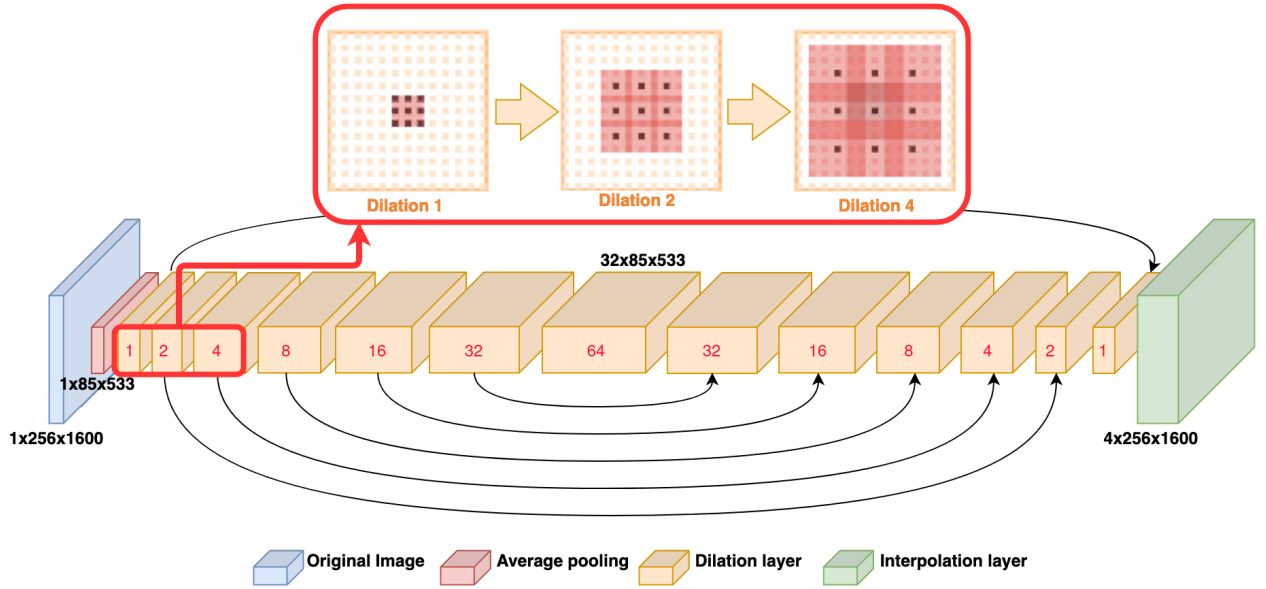 Dilation 1
Dilation 2
Dilation 4
32x85x533
1 2 4 8 16 32 64 32 16 8 4 2 1
1x85x533
1x256x1600
4x256x1600
Original Image
Average pooling
Dilation layer
Interpolation layer